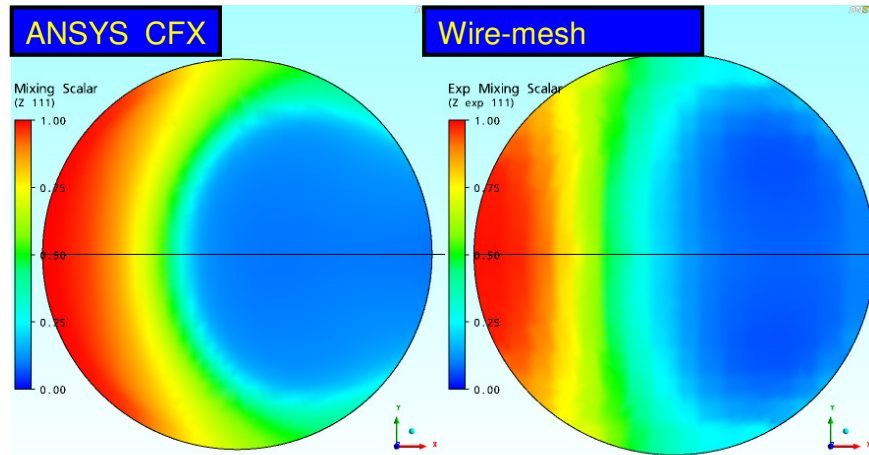 ANSYS CFX
Mixing Scalar
(Z 111)
1.00
0.75
0.50
0.25
0.00
Y
X
Wire-mesh
Exp Mixing Scalar
(Z exp 111)
1.00
0.75
0.50
0.25
0.00
Y
X